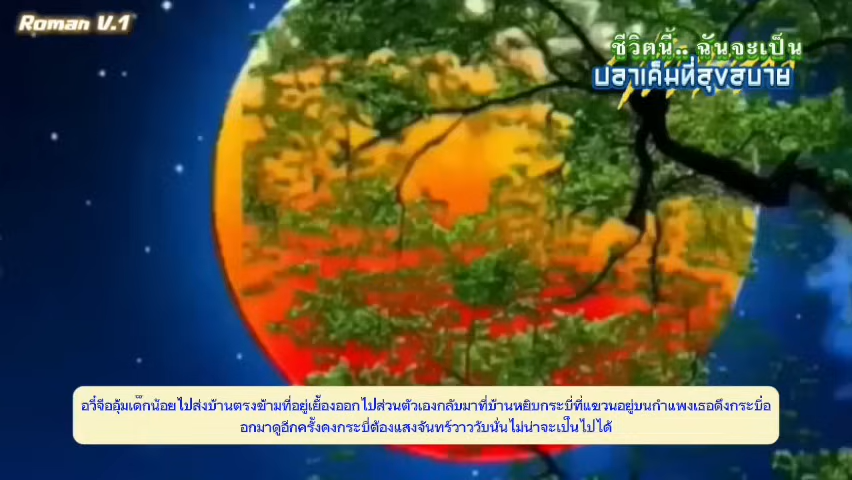 Roman V.1
ชีวิตนี้.. ฉันจะเป็น
ปลาเค็มที่สุขสบาย
อวี๋จืออุ้มเด็กน้อยไปส่งบ้านตรงข้ามที่อยู่เยื้องออกไปส่วนตัวเองกลับมาที่บ้านหยิบกระบี่ที่แขวนอยู่บนกำแพงเธอดึงกระบี่อ
อกมาดูอีกครั้งคงกระบี่ต้องแสงจันทร์วาววับนั่นไม่น่าจะเป็นไปได้